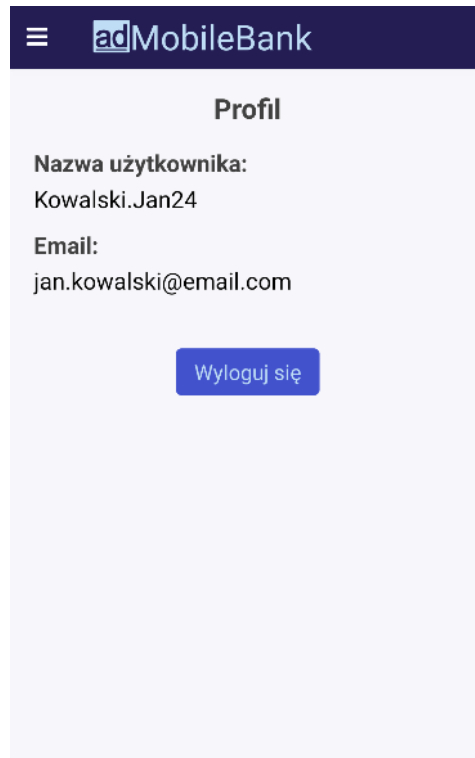 adMobileBank
Profil
Nazwa użytkownika:
Kowalski.Jan24
Email:
jan.kowalski@email.com
Wyloguj się